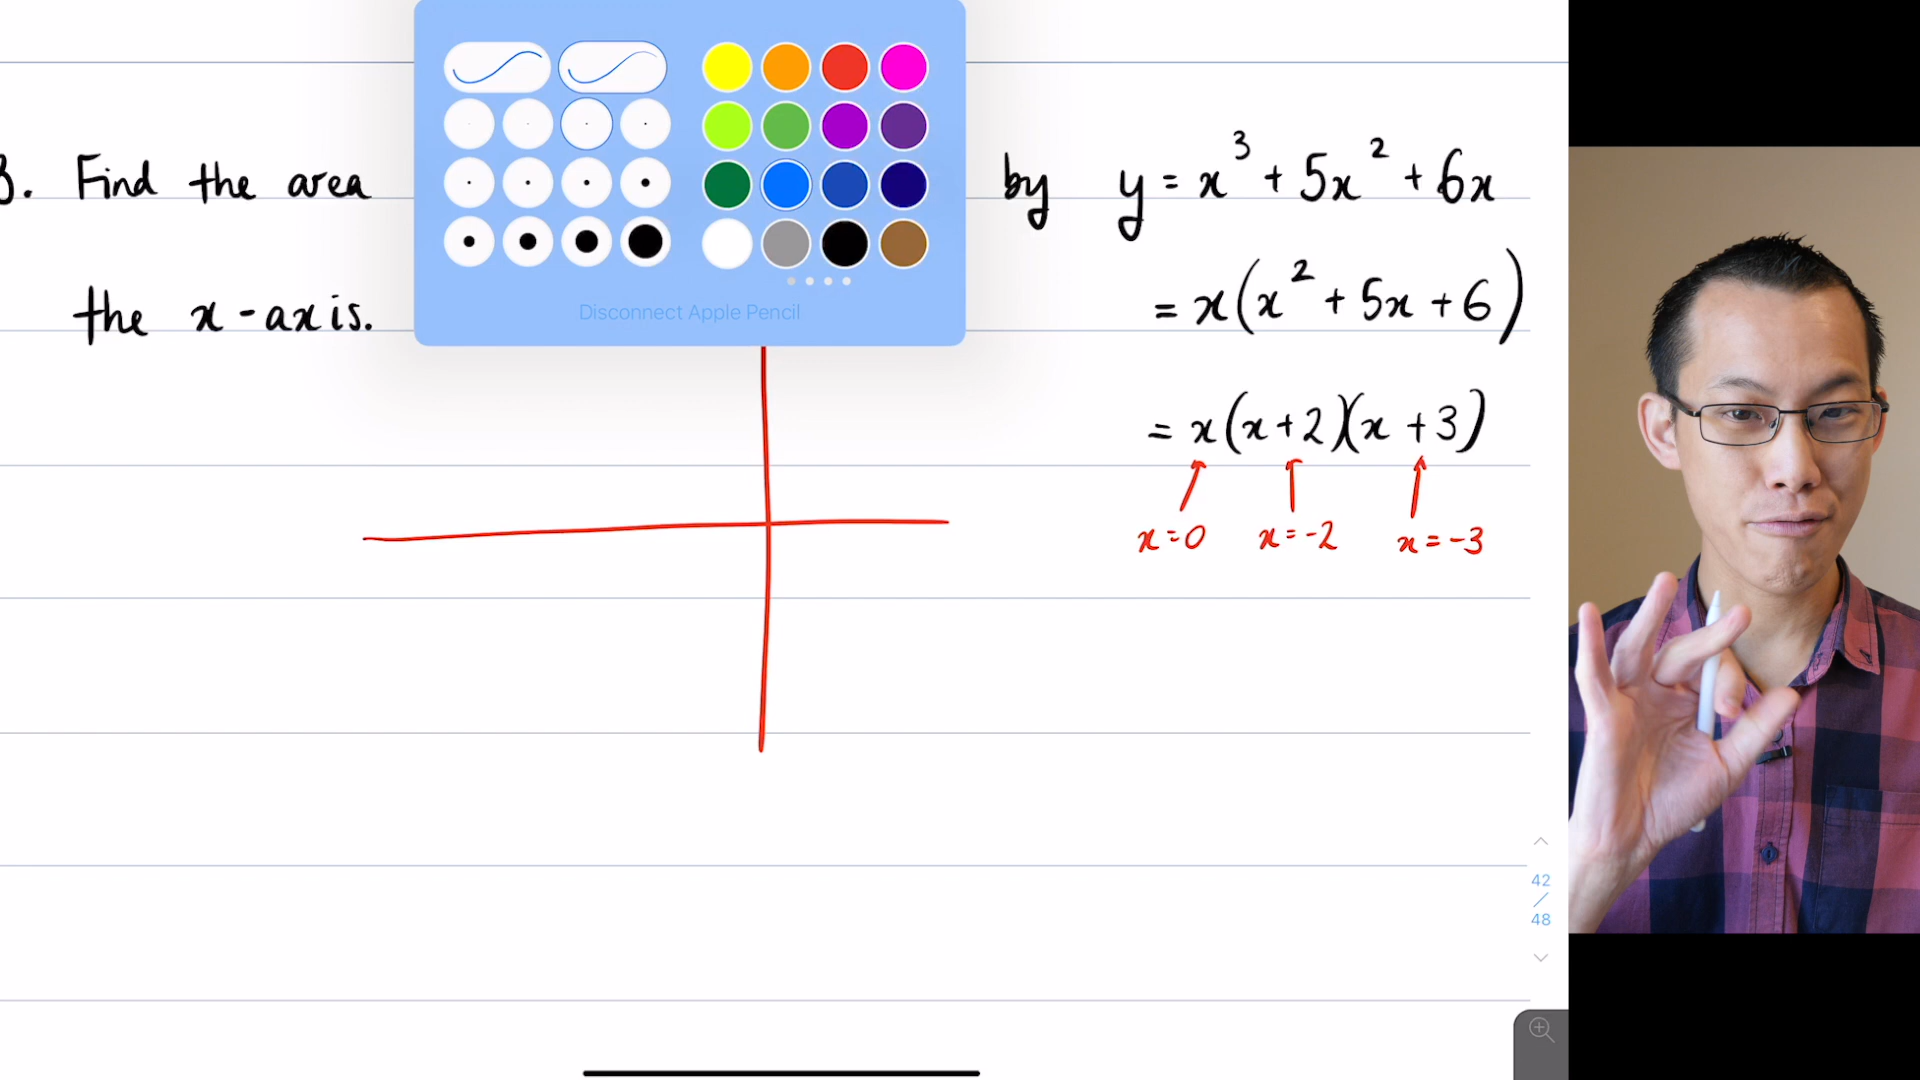 3. Find the area by y = x³ + 5x² + 6x
the x-axis. = x(x² + 5x + 6)
Disconnect Apple Pencil
= x(x+2)(x+3)
x=0 x=-2 x=-3
42
/
48